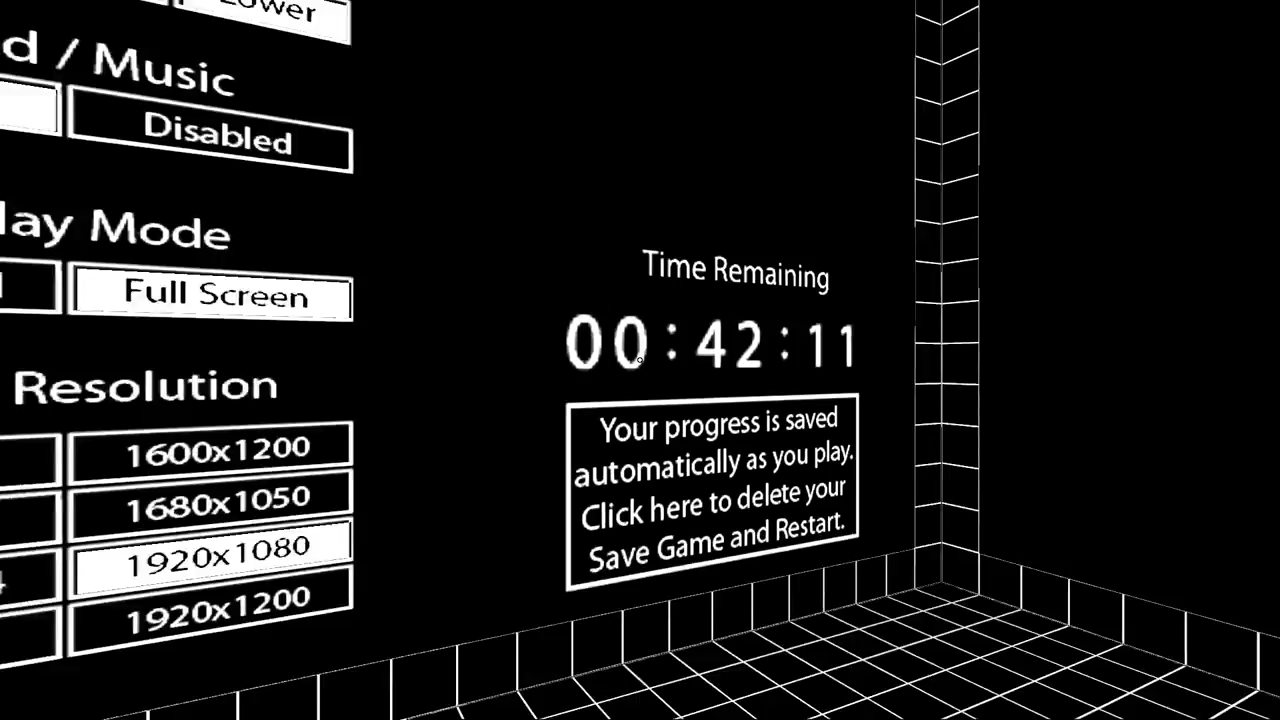 Lower
d / Music
Disabled
lay Mode
Full Screen
Resolution
1600x1200
1680x1050
1920x1080
1920x1200
Time Remaining
00:42:11
Your progress is saved
automatically as you play.
Click here to delete your
Save Game and Restart.